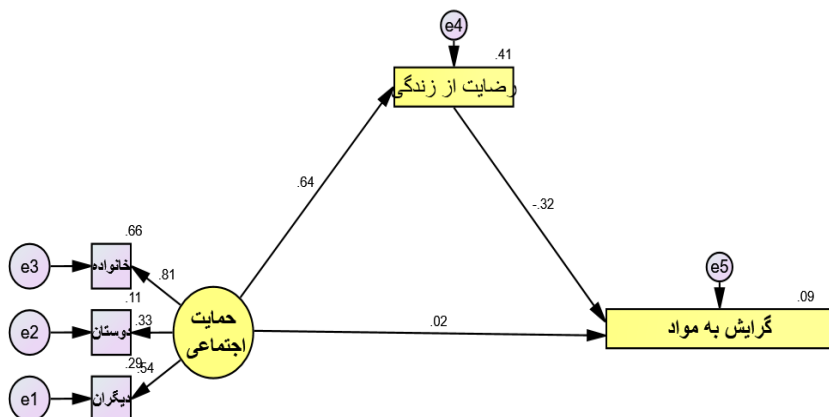 e4
.41
رضایت از زندگی
.64
-.32
.66
e3
خانواده
.81
e5
.11
.09
e2
دوستان
.33
حمایت
اجتماعی
.02
گرایش به مواد
.29
.54
e1
دیگران